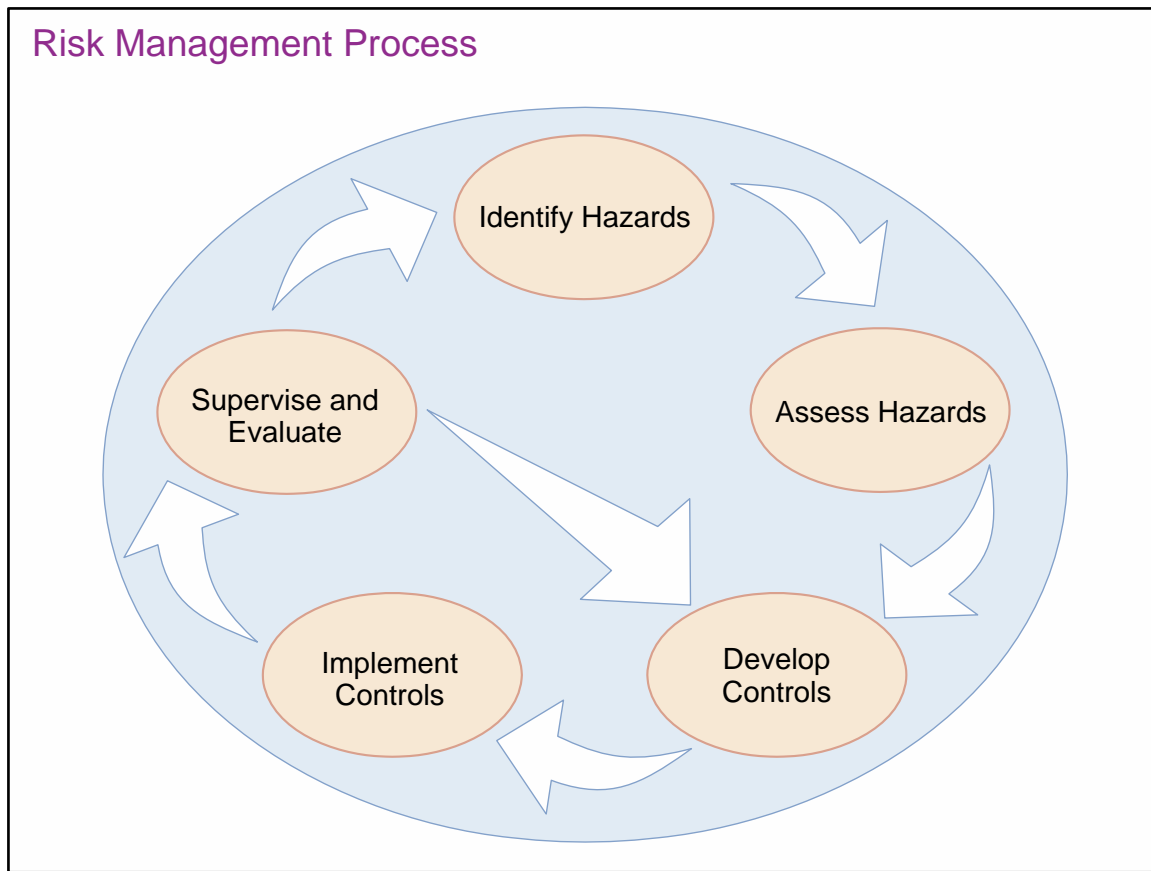 Risk Management Process
Identify Hazards
Assess Hazards
Develop
Controls
Implement
Controls
Supervise and
Evaluate